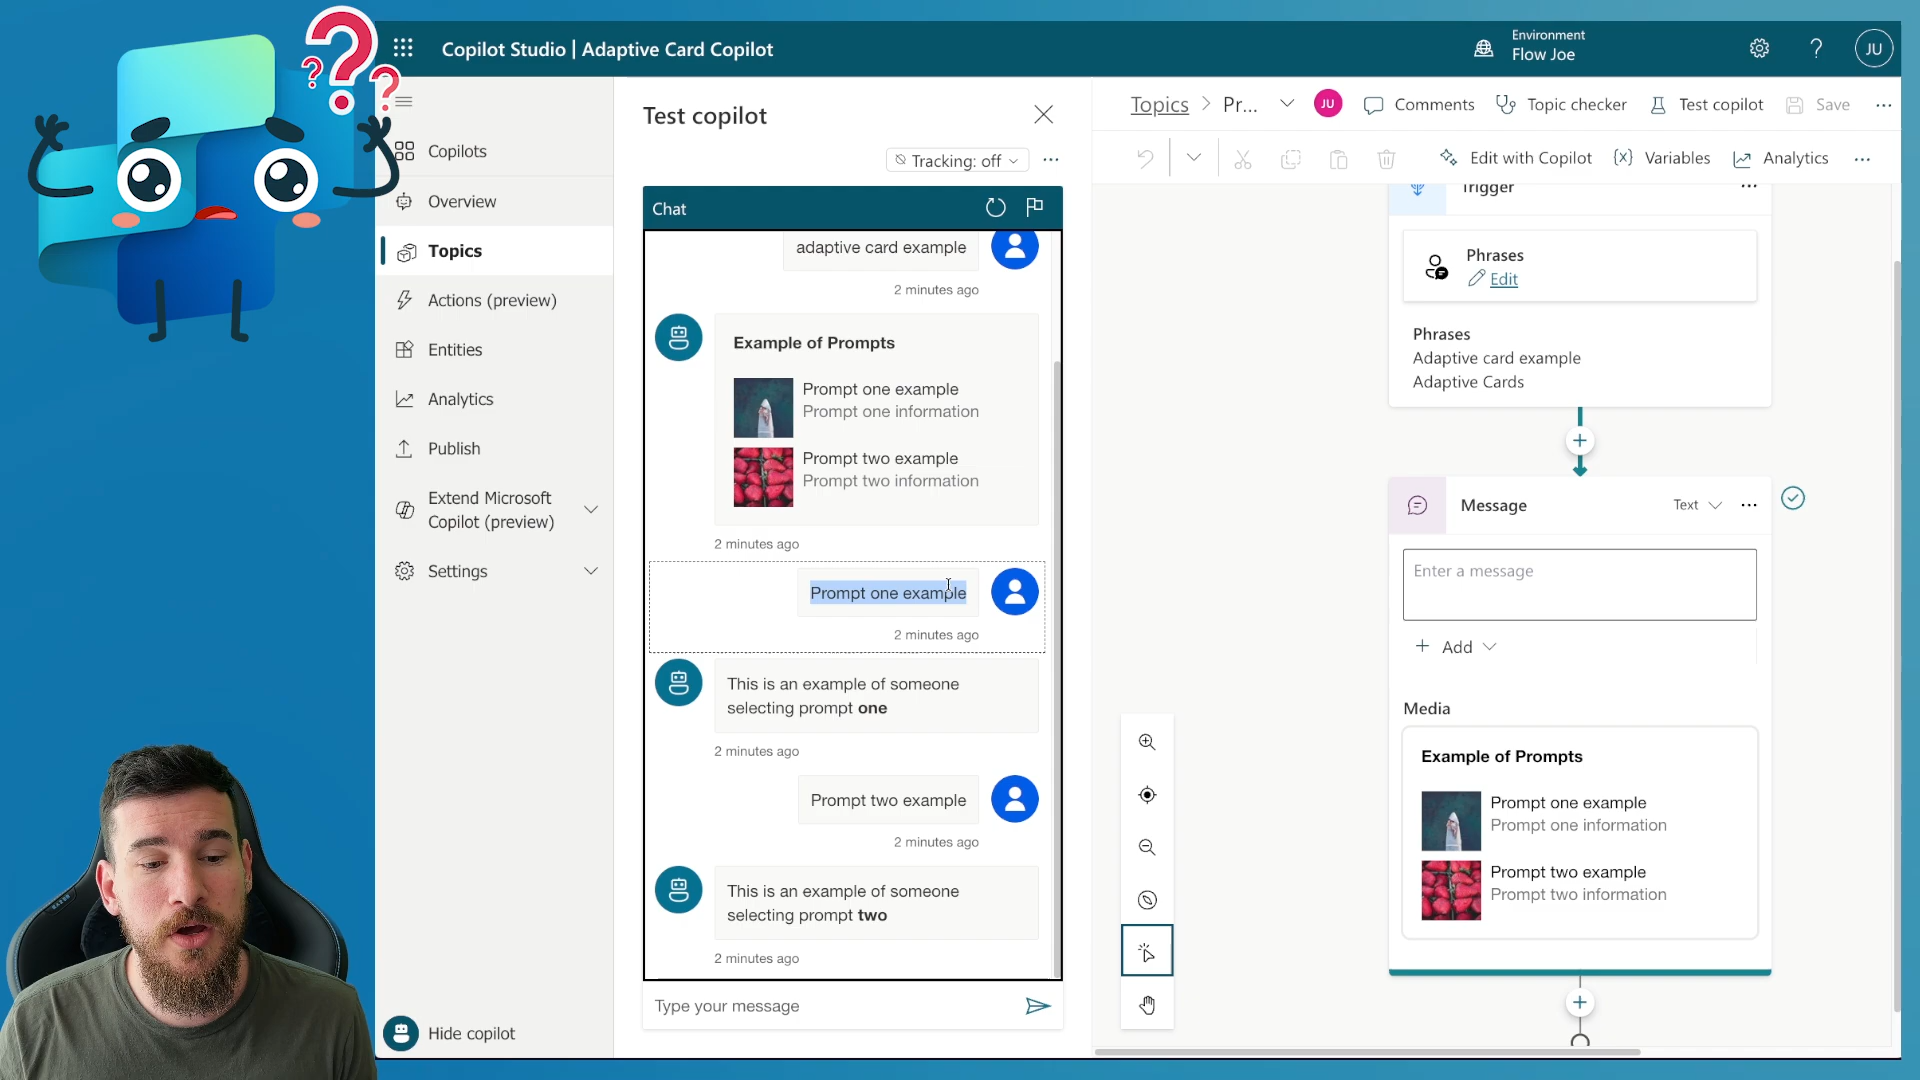 Copilot Studio | Adaptive Card Copilot
Environment
Flow Joe
?
JU
Copilots
Overview
Topics
Actions (preview)
Entities
Analytics
Publish
Extend Microsoft
Copilot (preview)
Settings
Hide copilot
Test copilot
Tracking: off
Chat
adaptive card example
2 minutes ago
Example of Prompts
Prompt one example
Prompt one information
Prompt two example
Prompt two information
2 minutes ago
Prompt one example
2 minutes ago
This is an example of someone
selecting prompt one
2 minutes ago
Prompt two example
2 minutes ago
This is an example of someone
selecting prompt two
2 minutes ago
Type your message
Topics > Pr...
JU
Comments
Topic checker
Test copilot
Save
Edit with Copilot
{x} Variables
Analytics
Trigger
Phrases
Edit
Phrases
Adaptive card example
Adaptive Cards
Message
Text
Enter a message
+ Add
Media
Example of Prompts
Prompt one example
Prompt one information
Prompt two example
Prompt two information
???